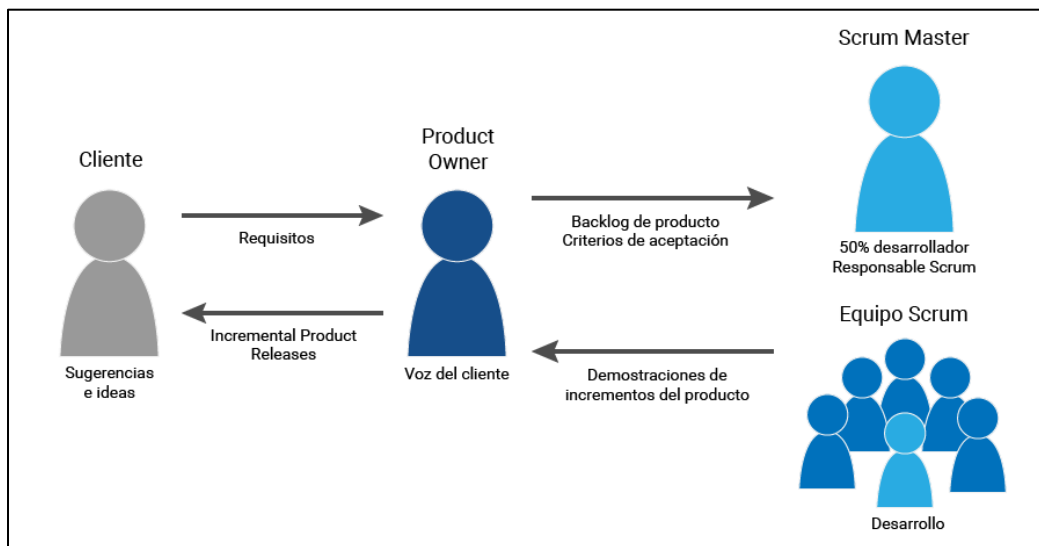 Cliente
Sugerencias
e ideas
Requisitos
Incremental Product
Releases
Product
Owner
Voz del cliente
Backlog de producto
Criterios de aceptación
Demostraciones de
incrementos del producto
Scrum Master
50% desarrollador
Responsable Scrum
Equipo Scrum
Desarrollo